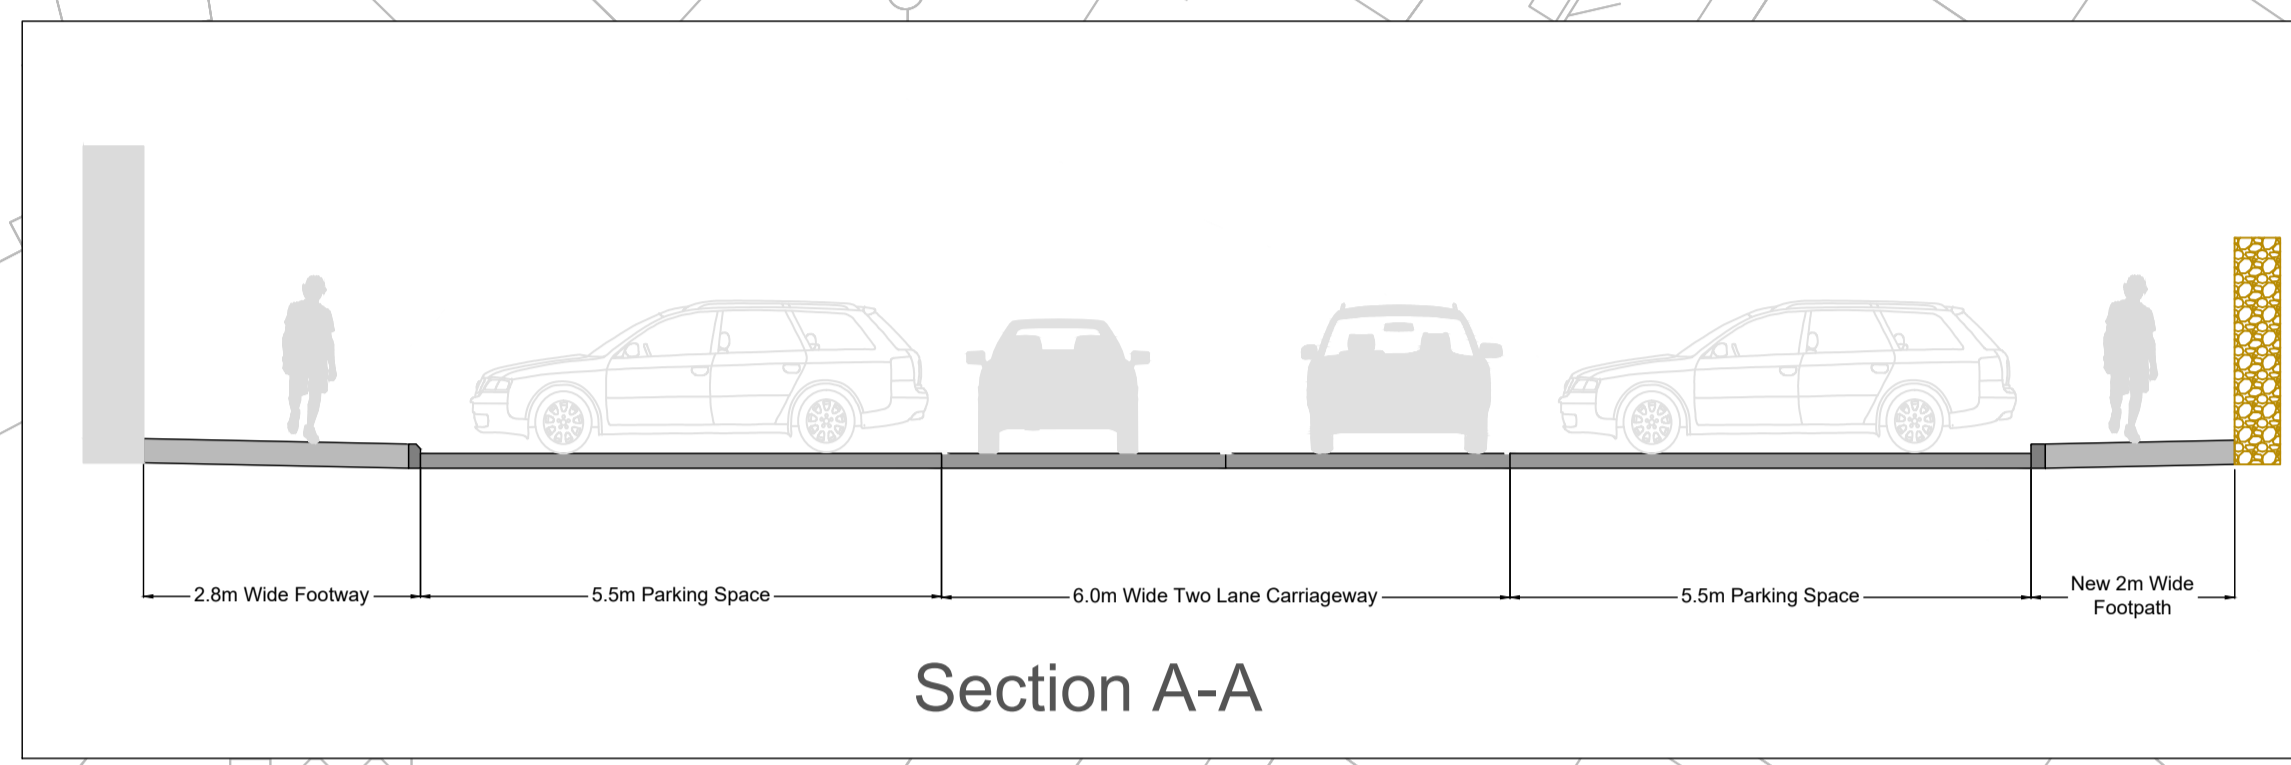 2.8m Wide Footway
5.5m Parking Space
6.0m Wide Two Lane Carriageway
5.5m Parking Space
New 2m Wide
Footpath
Section A-A